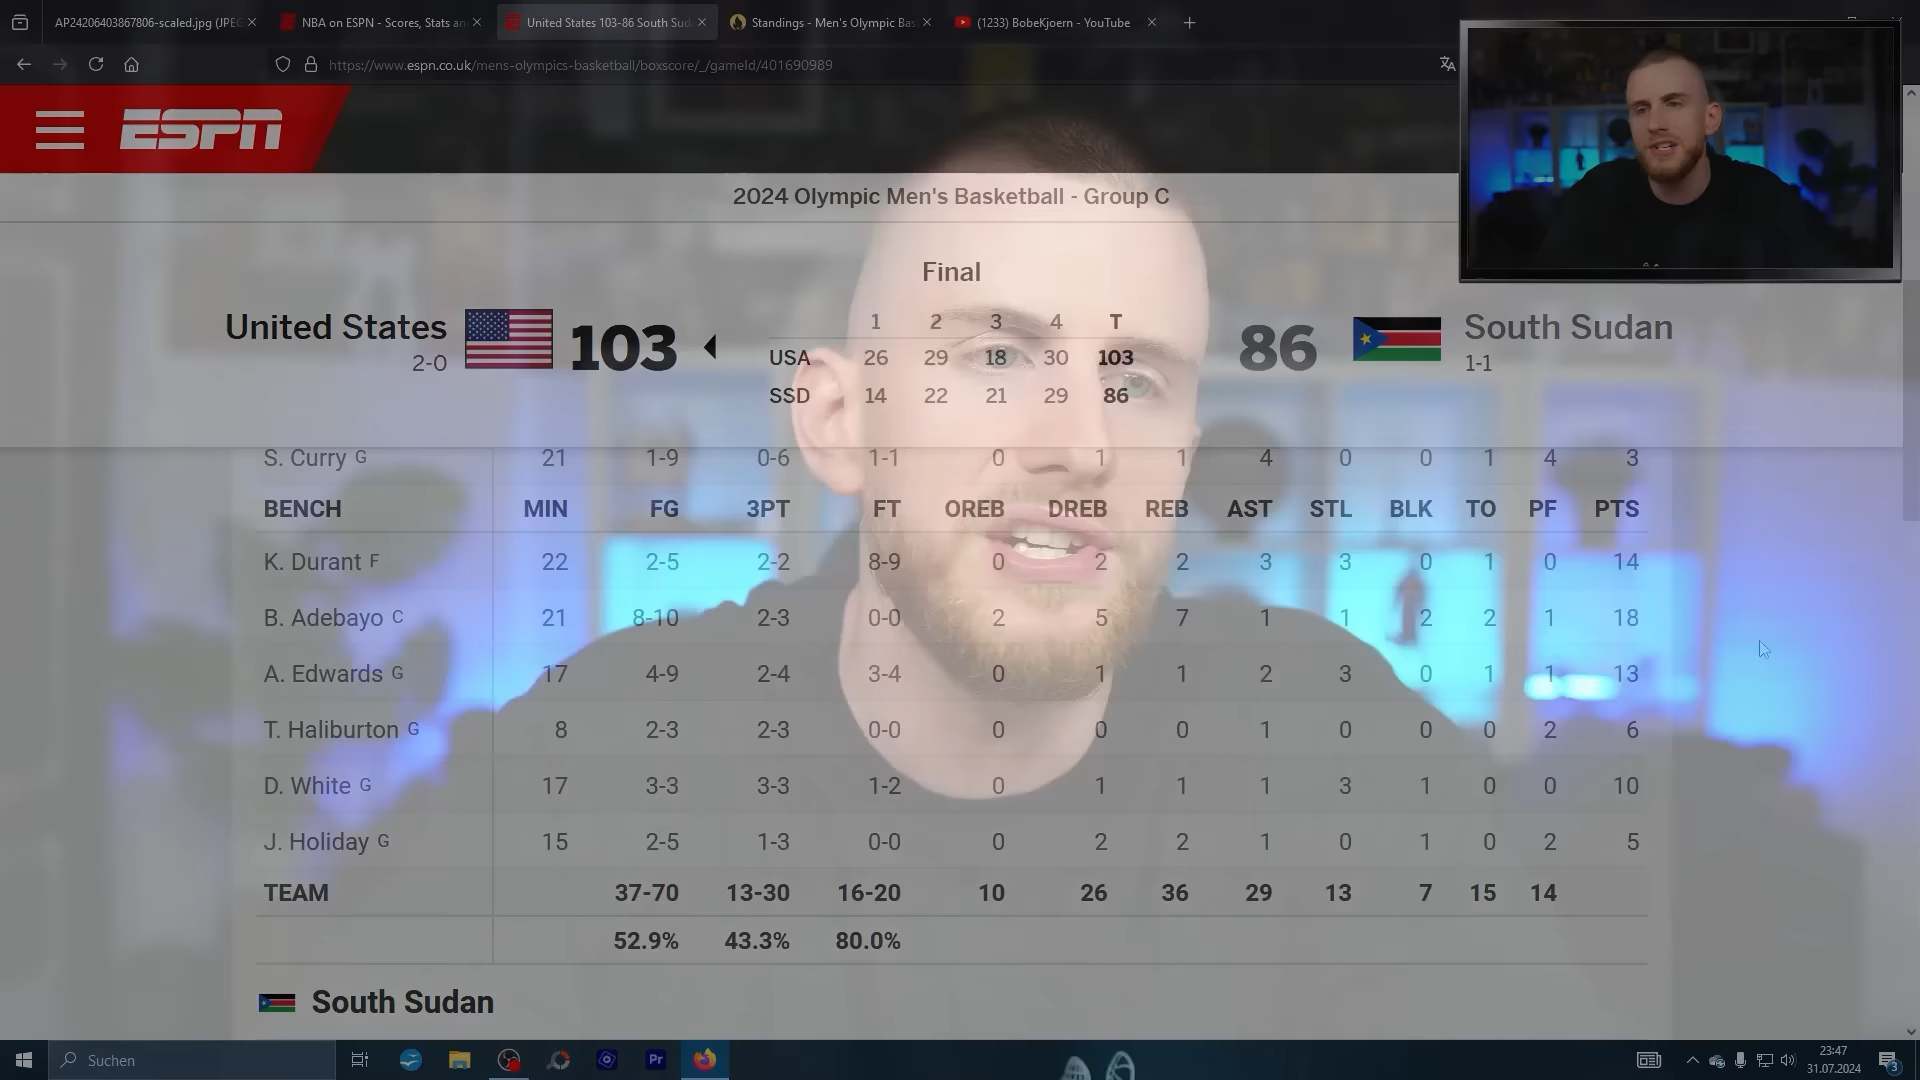 AP24206403867806-scaled.jpg (JPEG
NBA on ESPN - Scores, Stats an
United States 103-86 South Sud
Standings - Men's Olympic Bas
(1233) BobeKjoern - YouTube
https://www.espn.co.uk/mens-olympics-basketball/boxscore/_/gameId/401690989
ESPN
2024 Olympic Men's Basketball - Group C
Final
United States 2-0 103 86 South Sudan 1-1
1 2 3 4 T
USA 26 29 18 30 103
SSD 14 22 21 29 86
S. Curry G 21 1-9 0-6 1-1 0 1 1 4 0 0 1 4 3
BENCH MIN FG 3PT FT OREB DREB REB AST STL BLK TO PF PTS
K. Durant F 22 2-5 2-2 8-9 0 2 2 3 3 0 1 0 14
B. Adebayo C 21 8-10 2-3 0-0 2 5 7 1 1 2 2 1 18
A. Edwards G 17 4-9 2-4 3-4 0 1 1 2 3 0 1 1 13
T. Haliburton G 8 2-3 2-3 0-0 0 0 0 1 0 0 0 2 6
D. White G 17 3-3 3-3 1-2 0 1 1 1 3 1 0 0 10
J. Holiday G 15 2-5 1-3 0-0 0 2 2 1 0 1 0 2 5
TEAM 37-70 13-30 16-20 10 26 36 29 13 7 15 14
52.9% 43.3% 80.0%
South Sudan
Suchen
Pr
23:47
31.07.2024
3